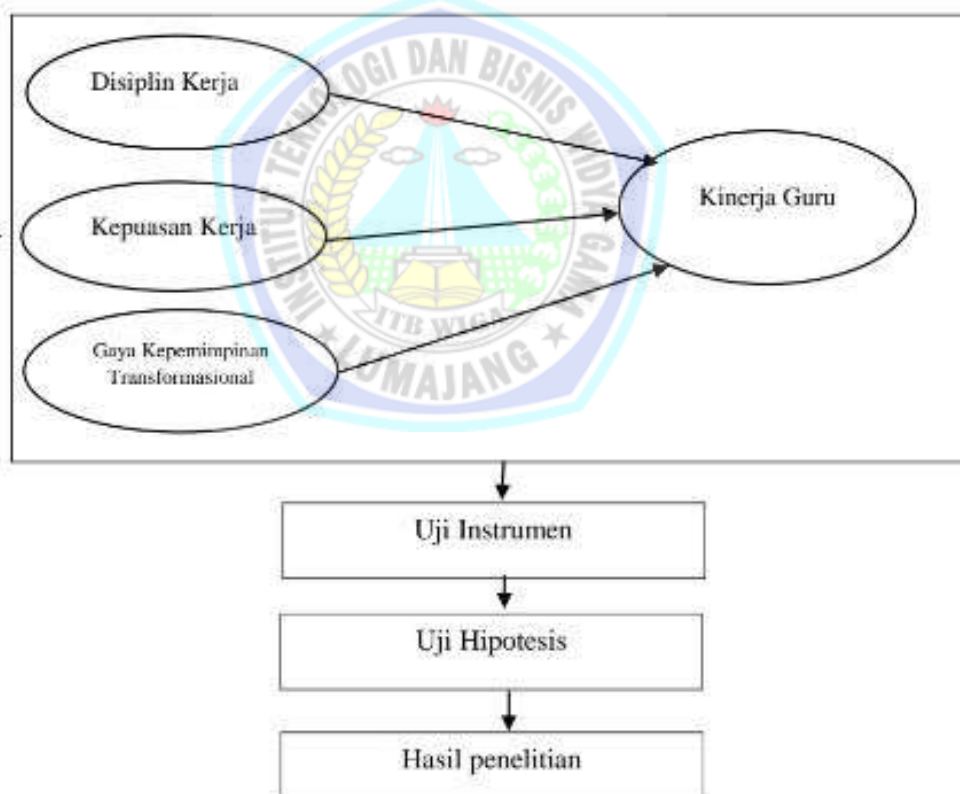 Disiplin Kerja
Kepuasan Kerja
Gaya Kepemimpinan
Transformasional
Kinerja Guru
INSTITUT TEKNOLOGI DAN BISNIS WIDYA GAMA
ITB WIGA
LUMAJANG
Uji Instrumen
Uji Hipotesis
Hasil penelitian